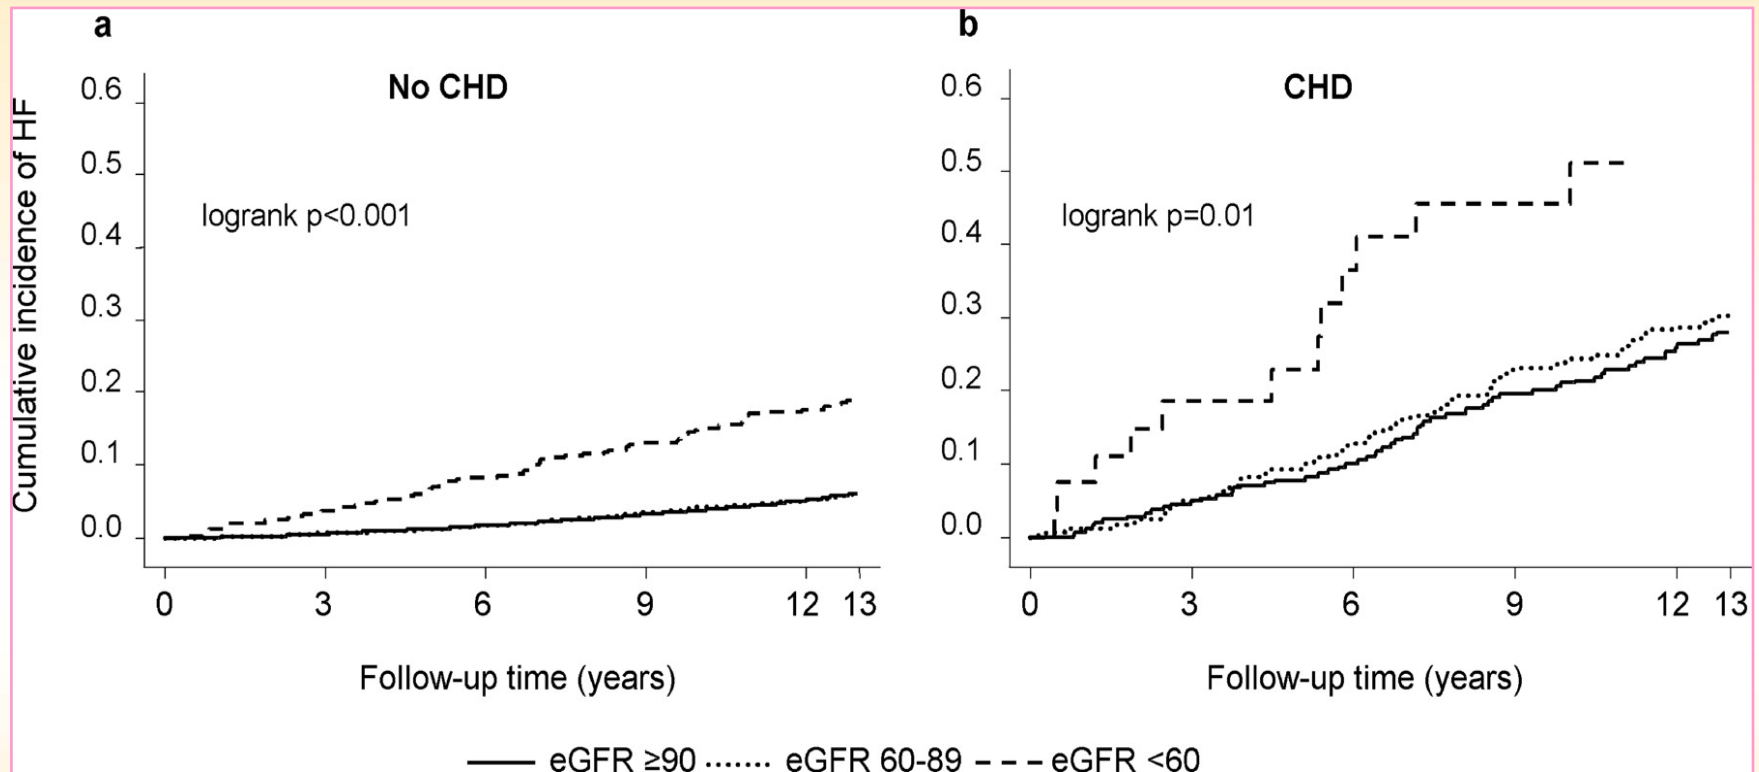 a
No CHD
Cumulative incidence of HF
0.6
0.5
0.4
0.3
0.2
0.1
0.0
logrank p<0.001
0 3 6 9 12 13
Follow-up time (years)
b
CHD
0.6
0.5
0.4
0.3
0.2
0.1
0.0
logrank p=0.01
0 3 6 9 12 13
Follow-up time (years)
eGFR ≥90 eGFR 60-89 eGFR <60